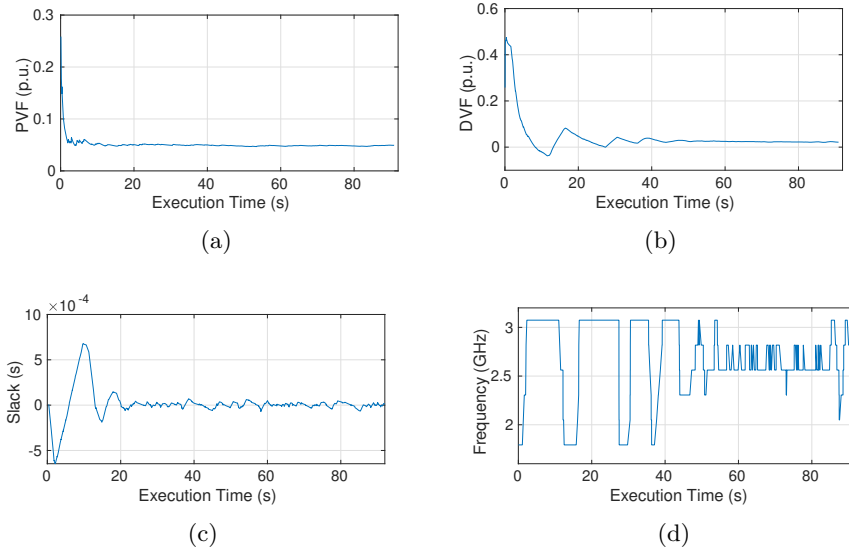 0.3
0.2
0.1
0
PVF (p.u.)
0 20 40 60 80
Execution Time (s)
(a)
0.6
0.4
0.2
0
DVF (p.u.)
0 20 40 60 80
Execution Time (s)
(b)
×10⁻⁴
10
5
0
-5
Slack (s)
0 20 40 60 80
Execution Time (s)
(c)
3
2.5
2
Frequency (GHz)
0 20 40 60 80
Execution Time (s)
(d)